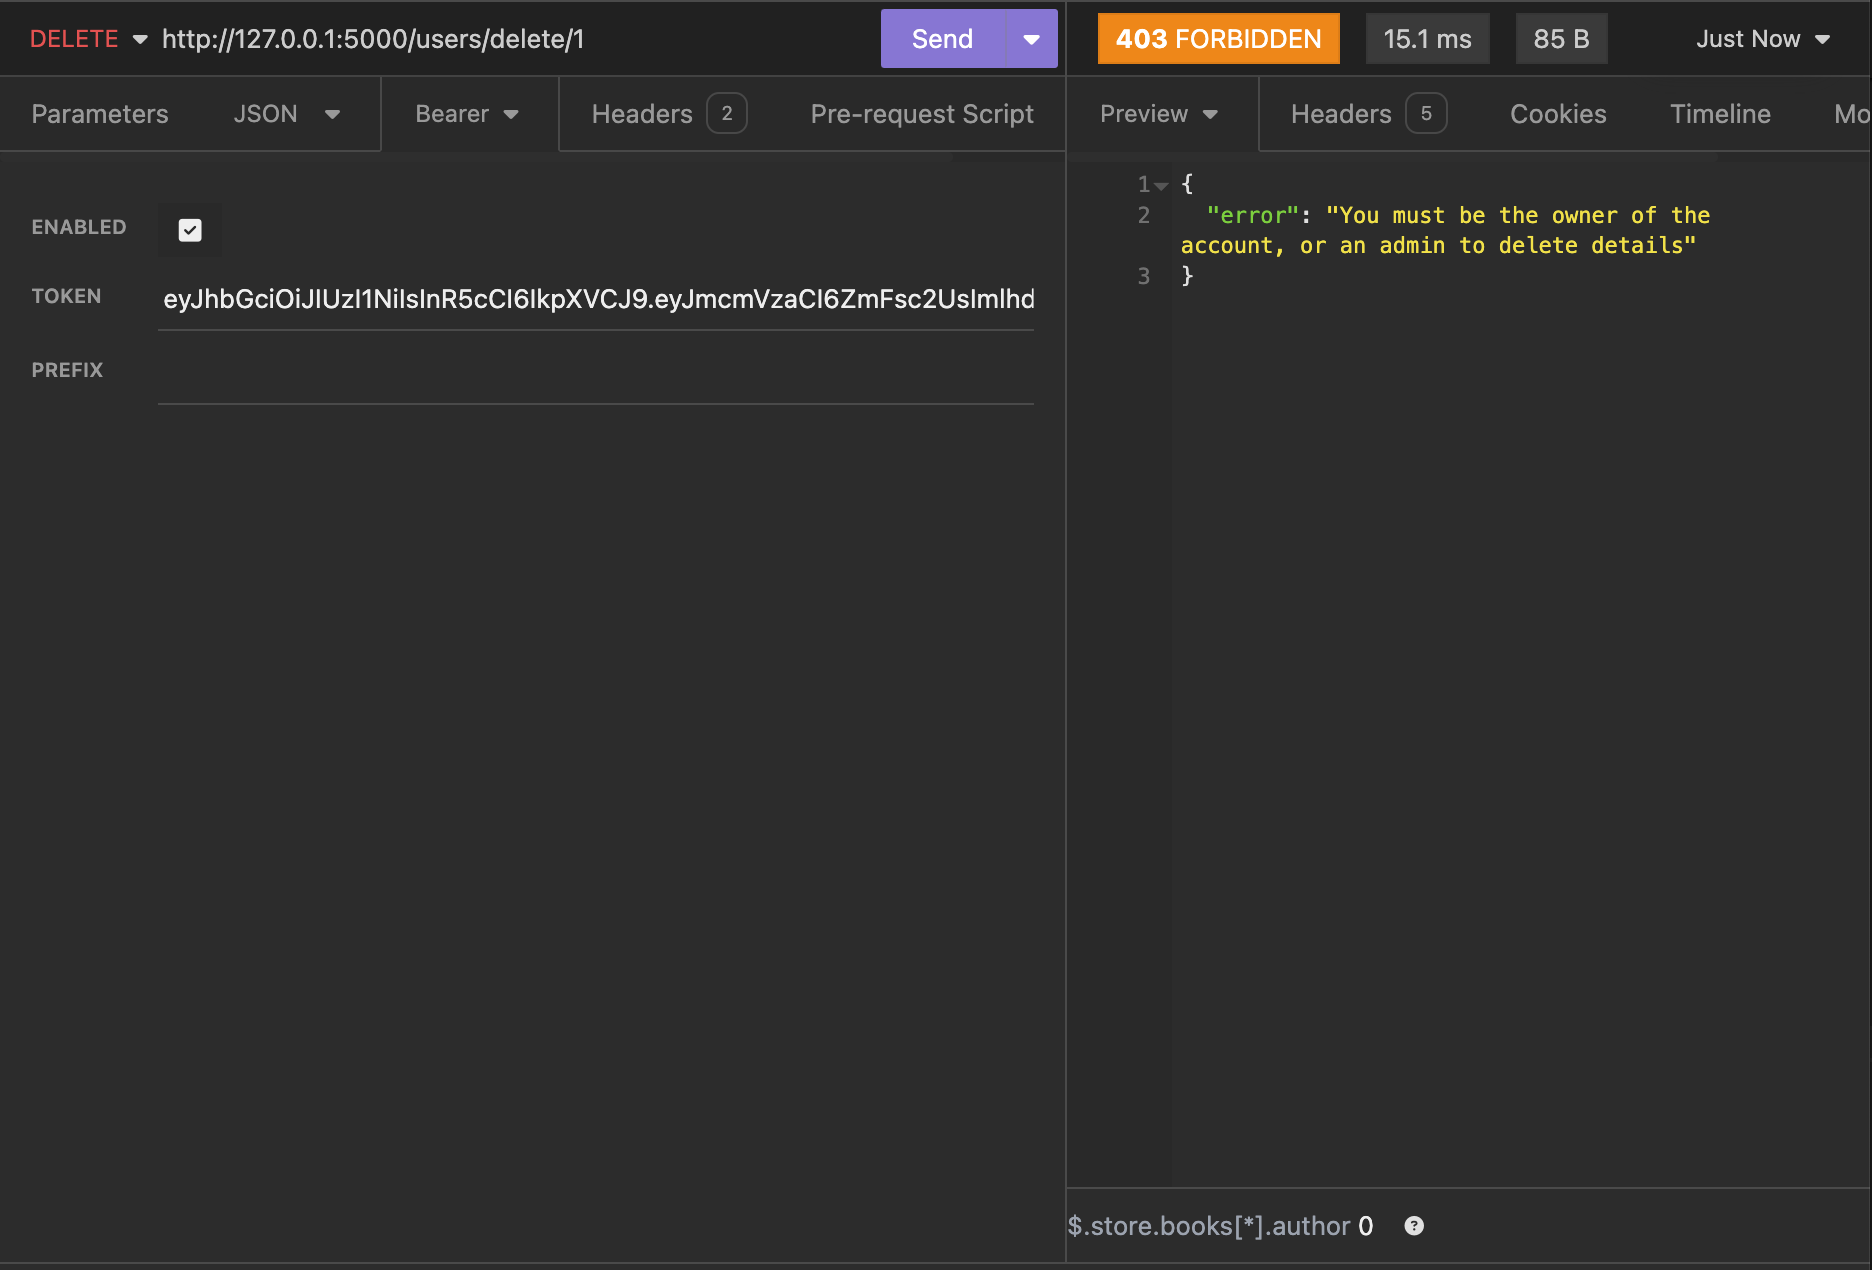 DELETE http://127.0.0.1:5000/users/delete/1 Send
403 FORBIDDEN 15.1 ms 85 B Just Now
Parameters JSON Bearer Headers 2 Pre-request Script
Preview Headers 5 Cookies Timeline Mo
ENABLED
TOKEN eyJhbGciOiJIUzI1NiIsInR5cCI6IkpXVCJ9.eyJmcmVzaCI6ZmFsc2UsImlhd
PREFIX
1 {
2 "error": "You must be the owner of the
account, or an admin to delete details"
3 }
$.store.books[*].author 0 ?